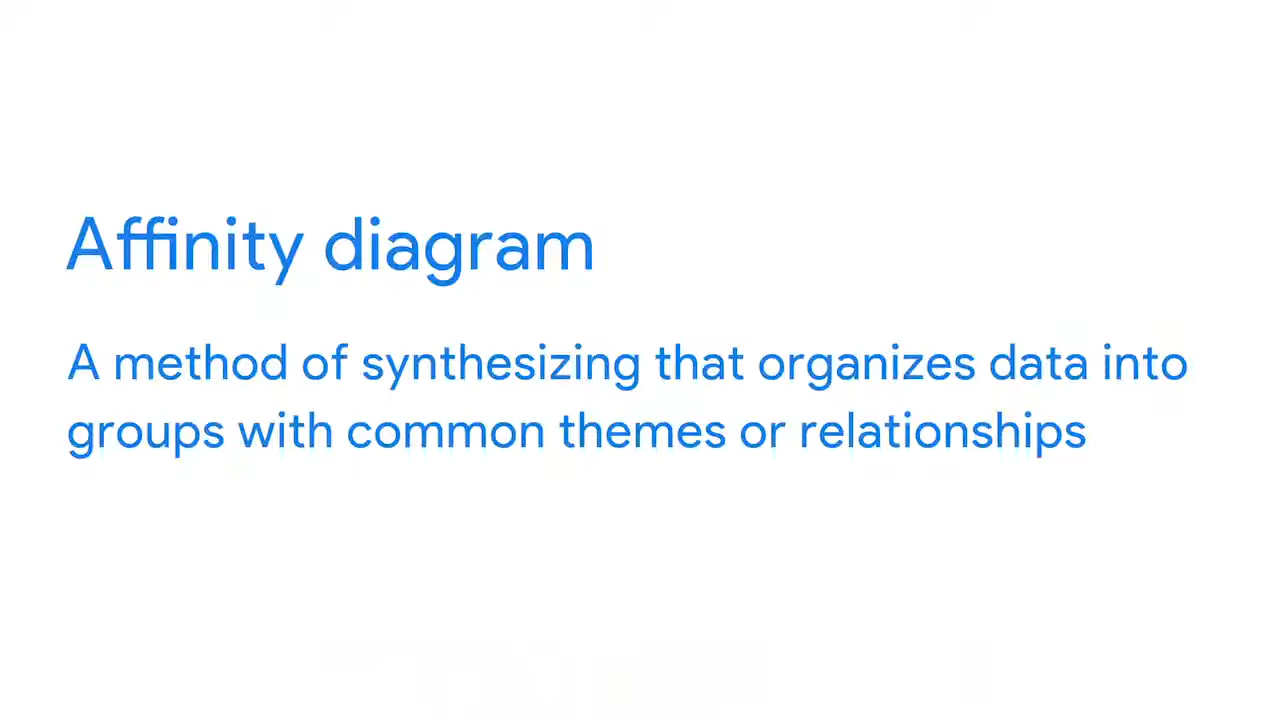 Affinity diagram
A method of synthesizing that organizes data into
groups with common themes or relationships